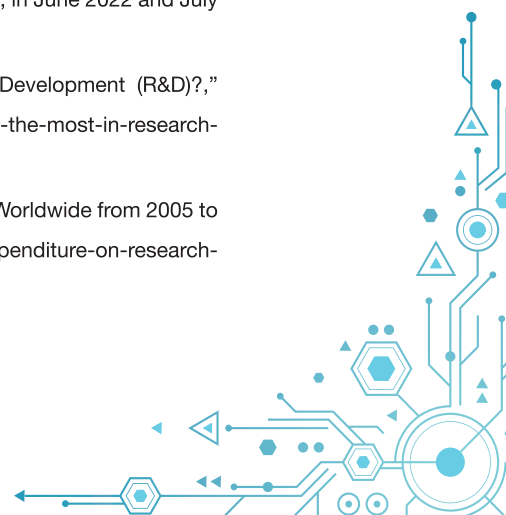 , in June 2022 and July
Development (R&D)?,”
-the-most-in-research-
Worldwide from 2005 to
penditure-on-research-